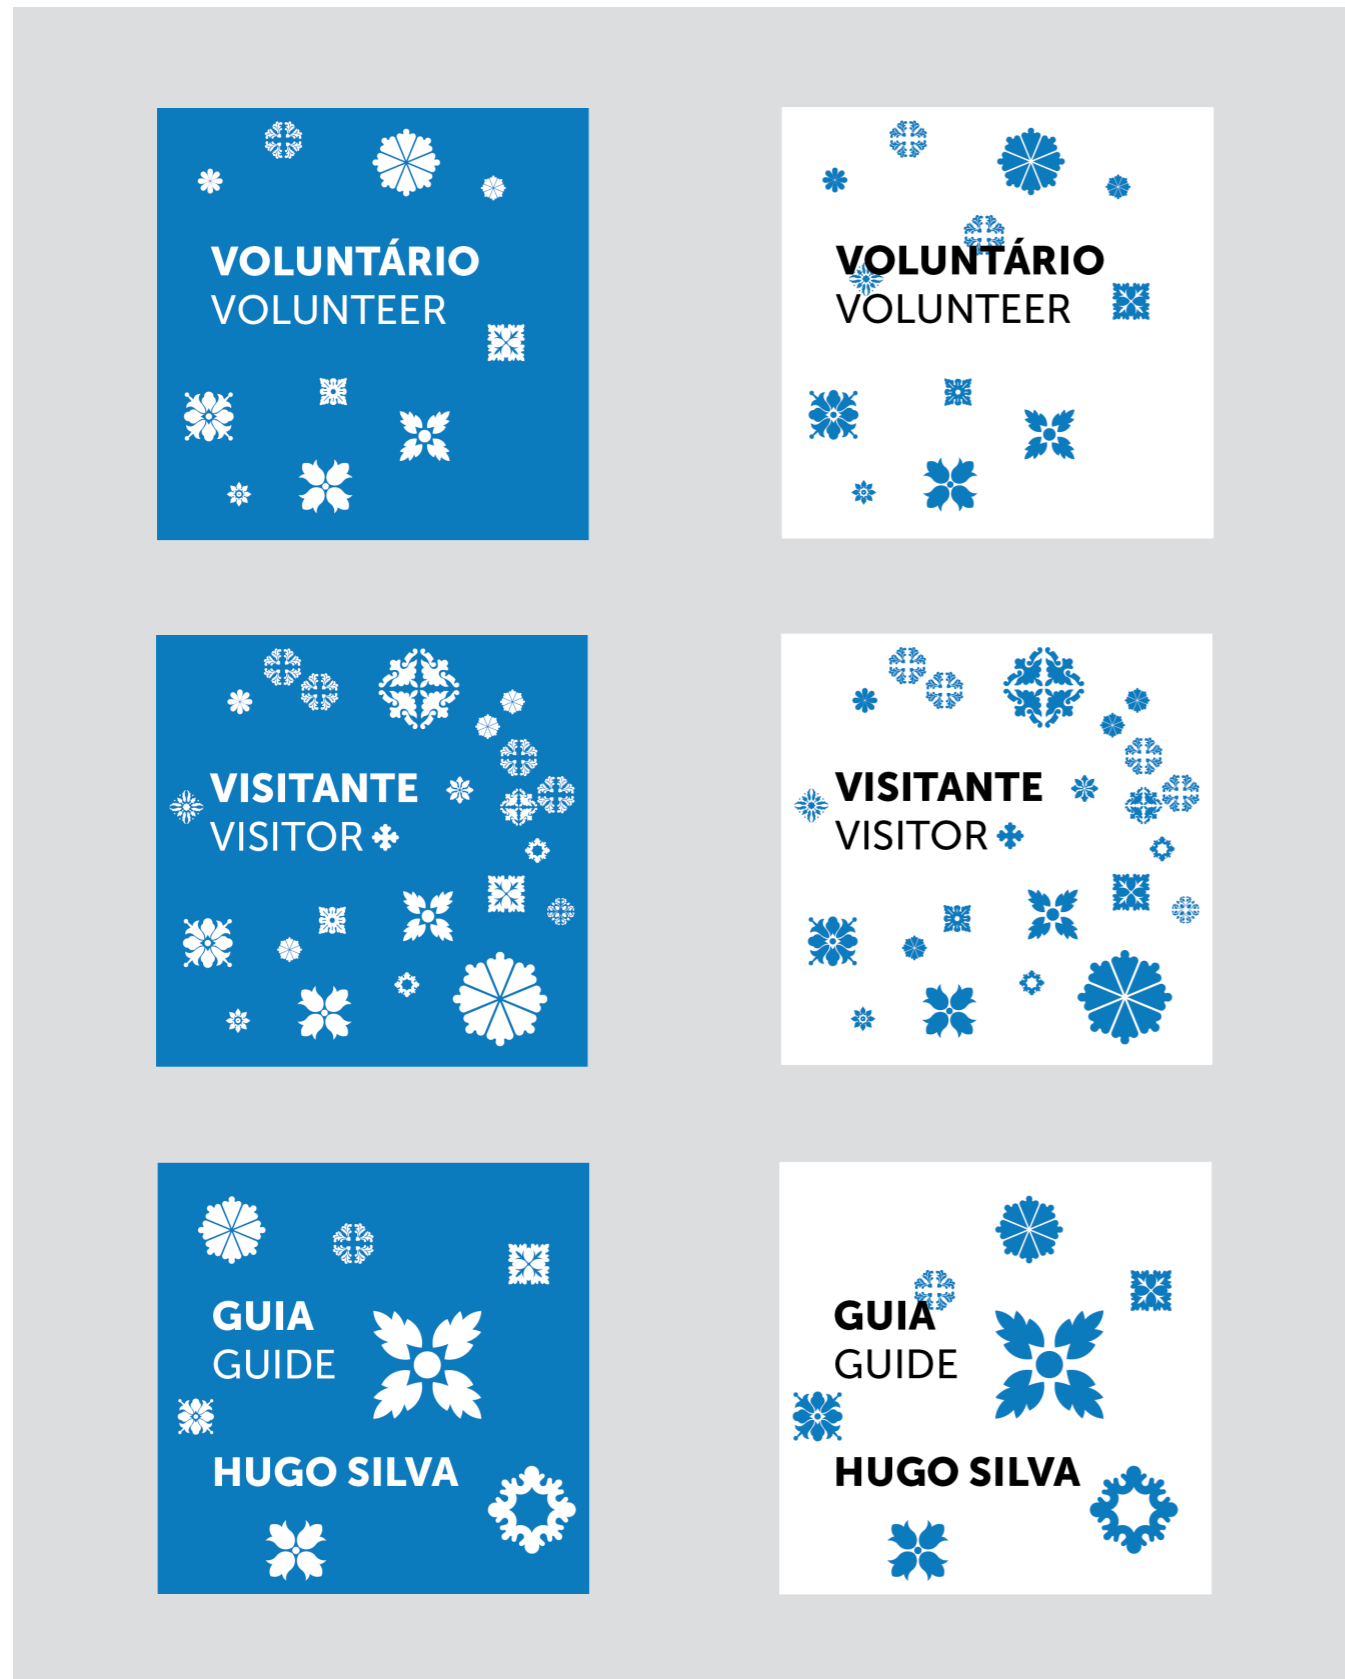 VOLUNTÁRIO
VOLUNTEER
VOLUNTÁRIO
VOLUNTEER
VISITANTE
VISITOR
VISITANTE
VISITOR
GUIA
GUIDE
HUGO SILVA
GUIA
GUIDE
HUGO SILVA